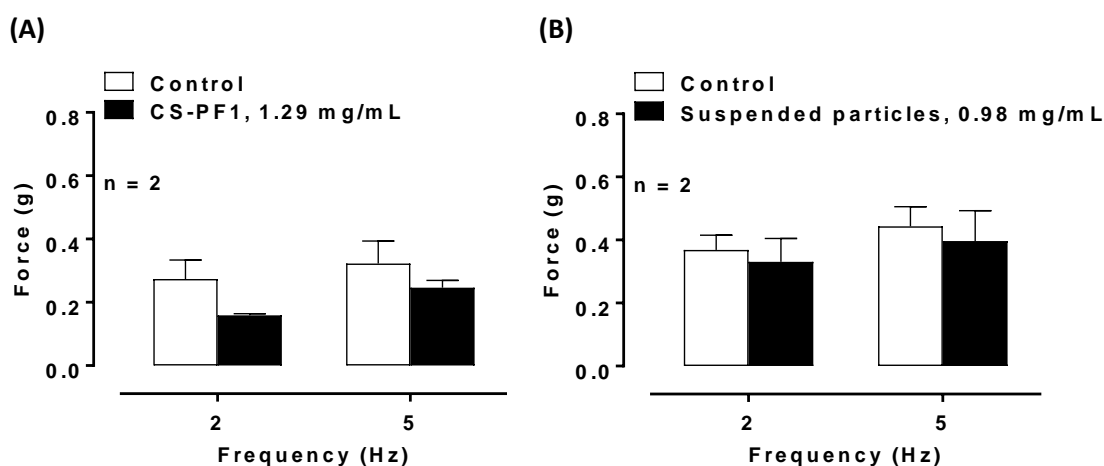 (A)
Control
CS-PF1, 1.29 mg/mL
0.8
0.6
0.4
0.2
0.0
n = 2
Force (g)
2
5
Frequency (Hz)
(B)
Control
Suspended particles, 0.98 mg/mL
0.8
0.6
0.4
0.2
0.0
n = 2
Force (g)
2
5
Frequency (Hz)